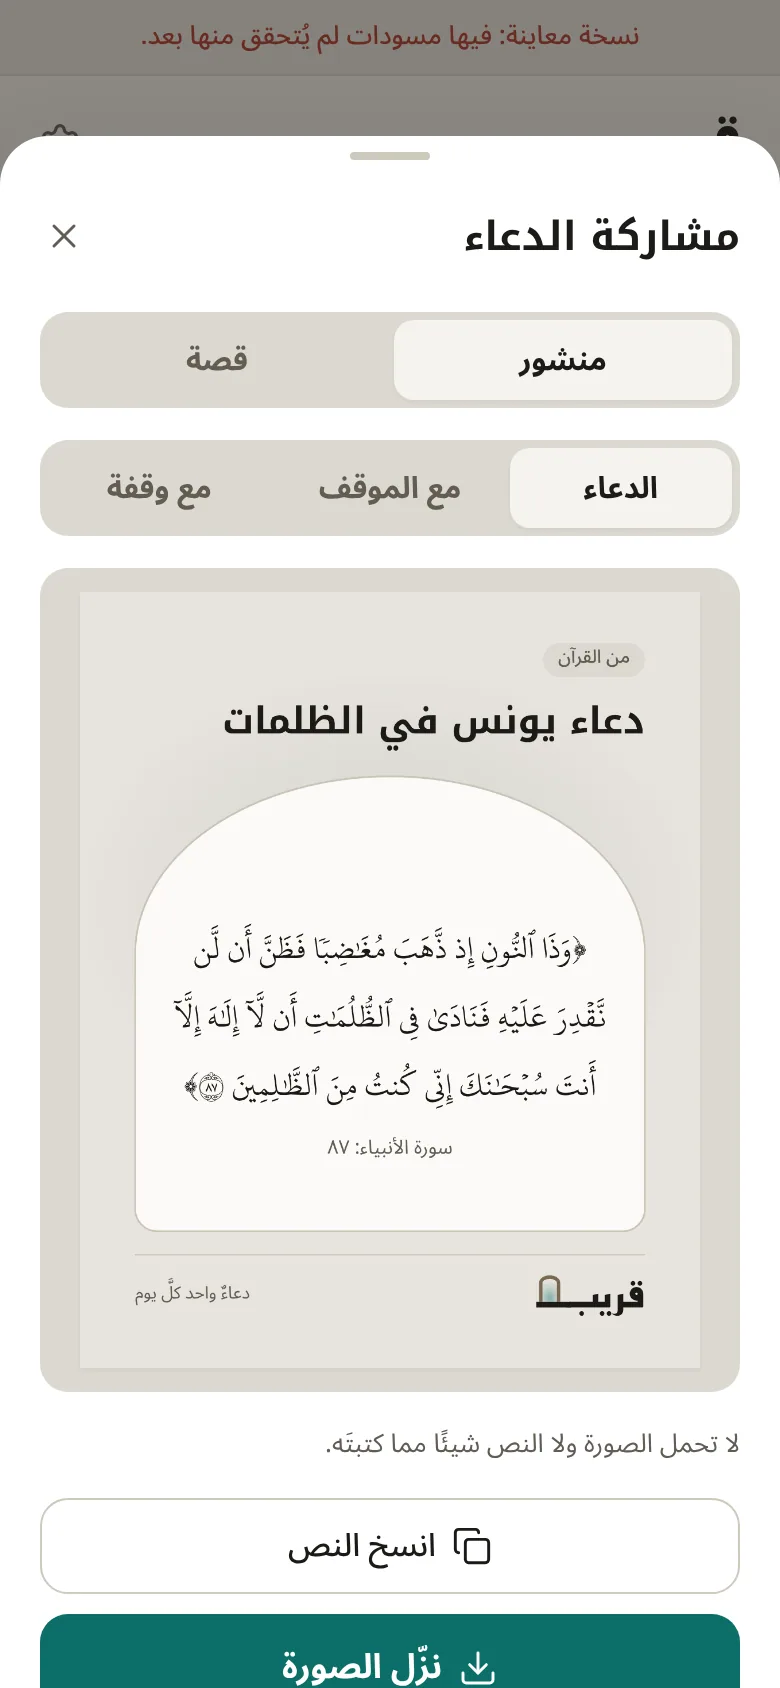 نسخة معاينة: فيها مسودات لم يُتحقق منها بعد.
مشاركة الدعاء
منشور
قصة
الدعاء
مع الموقف
مع وقفة
من القرآن
دعاء يونس في الظلمات
﴿وَذَا ٱلنُّونِ إِذ ذَّهَبَ مُغَـٰضِبٗا فَظَنَّ أَن لَّن
نَّقۡدِرَ عَلَيۡهِ فَنَادَىٰ فِي ٱلظُّلُمَـٰتِ أَن لَّآ إِلَـٰهَ إِلَّآ
أَنتَ سُبۡحَـٰنَكَ إِنِّي كُنتُ مِنَ ٱلظَّـٰلِمِينَ ٨٧﴾
سورة الأنبياء: ٨٧
قريب
دعاءٌ واحد كلَّ يوم
لا تحمل الصورة ولا النص شيئًا مما كتبتَه.
انسخ النص
نزّل الصورة